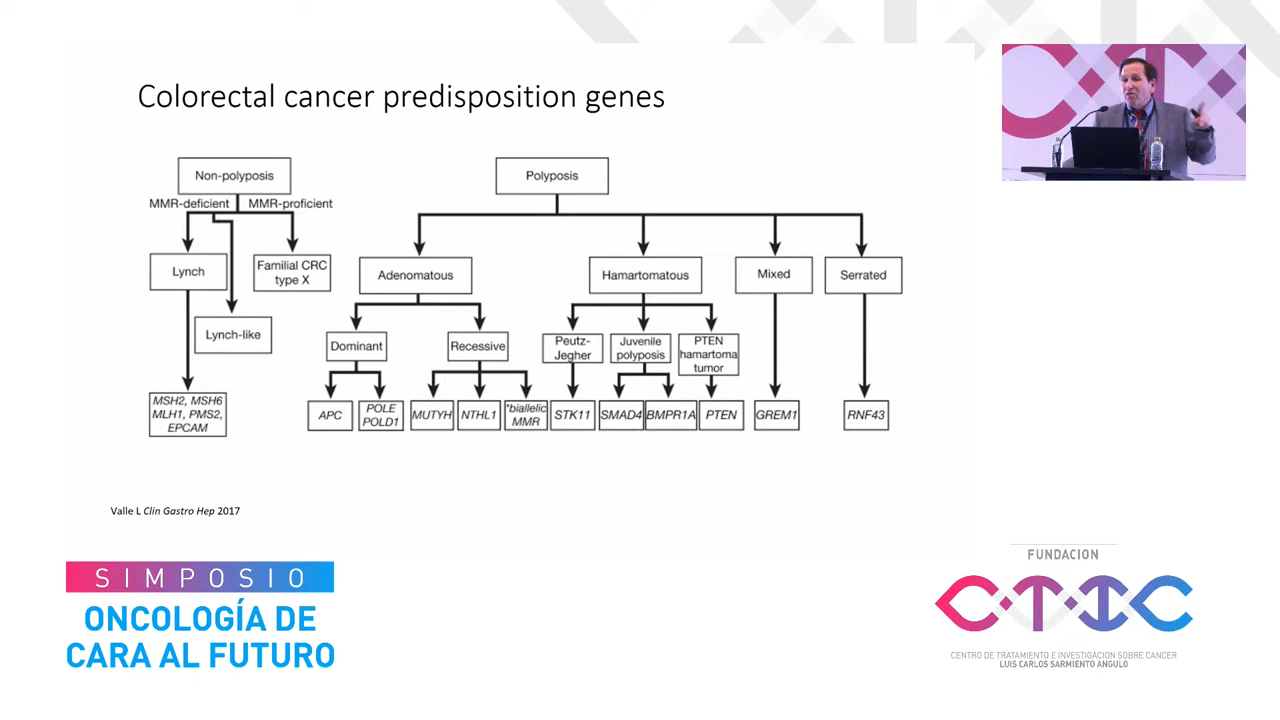 Colorectal cancer predisposition genes
Non-polyposis
Polyposis
MMR-deficient
MMR-proficient
Lynch
Familial CRC
type X
Adenomatous
Hamartomatous
Mixed
Serrated
Lynch-like
Dominant
Recessive
Peutz-
Jegher
Juvenile
polyposis
PTEN
hamartoma
tumor
MSH2, MSH6
MLH1, PMS2,
EPCAM
APC
POLE
POLD1
MUTYH
NTHL1
*biallelic
MMR
STK11
SMAD4
BMPR1A
PTEN
GREM1
RNF43
Valle L Clin Gastro Hep 2017
SIMPOSIO
ONCOLOGÍA DE
CARA AL FUTURO
FUNDACION
CTIC
CENTRO DE TRATAMIENTO E INVESTIGACION SOBRE CANCER
LUIS CARLOS SARMIENTO ANGULO